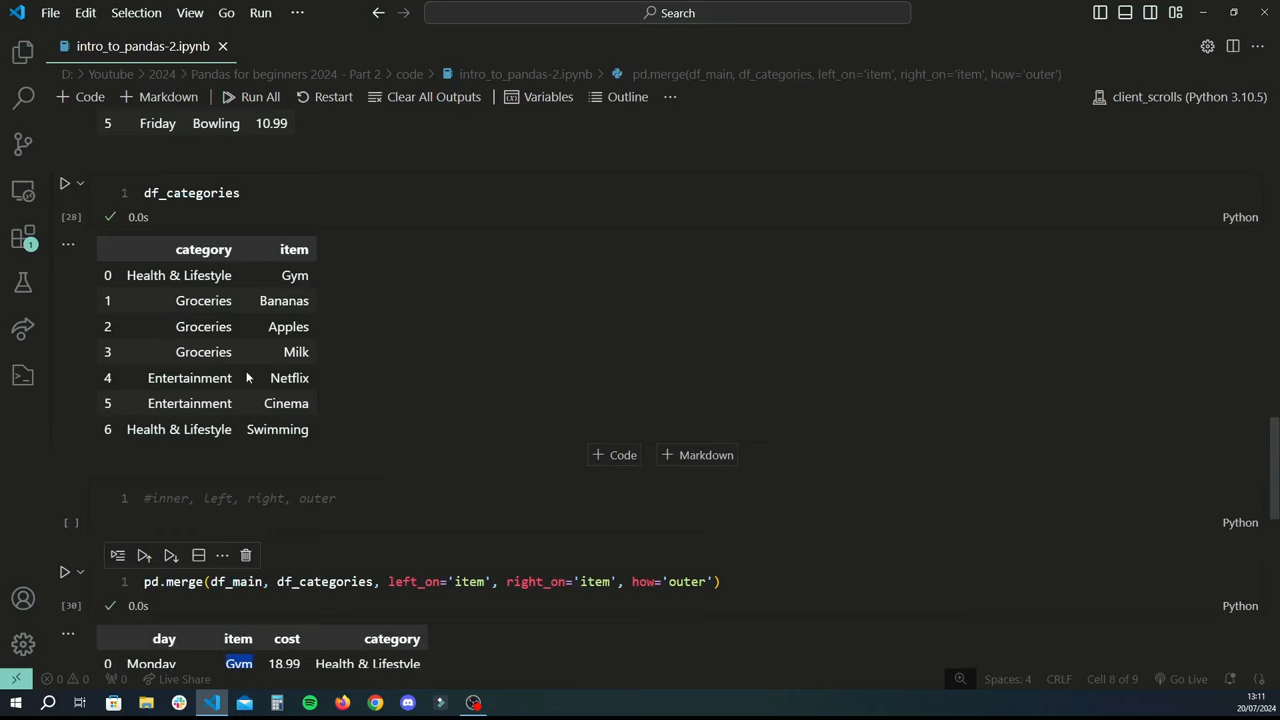 File Edit Selection View Go Run ··· Search
intro_to_pandas-2.ipynb
D: > Youtube > 2024 > Pandas for beginners 2024 - Part 2 > code > intro_to_pandas-2.ipynb > pd.merge(df_main, df_categories, left_on='item', right_on='item', how='outer')
+ Code + Markdown Run All Restart Clear All Outputs Variables Outline ··· client_scrolls (Python 3.10.5)
5 Friday Bowling 10.99
1 df_categories
[28] 0.0s Python
category item
0 Health & Lifestyle Gym
1 Groceries Bananas
2 Groceries Apples
3 Groceries Milk
4 Entertainment Netflix
5 Entertainment Cinema
6 Health & Lifestyle Swimming
+ Code + Markdown
1 #inner, left, right, outer
[ ] Python
1 pd.merge(df_main, df_categories, left_on='item', right_on='item', how='outer')
[30] 0.0s Python
day item cost category
0 Monday Gym 18.99 Health & Lifestyle
0 0 0 Live Share Spaces: 4 CRLF Cell 8 of 9 Go Live
13:11
20/07/2024